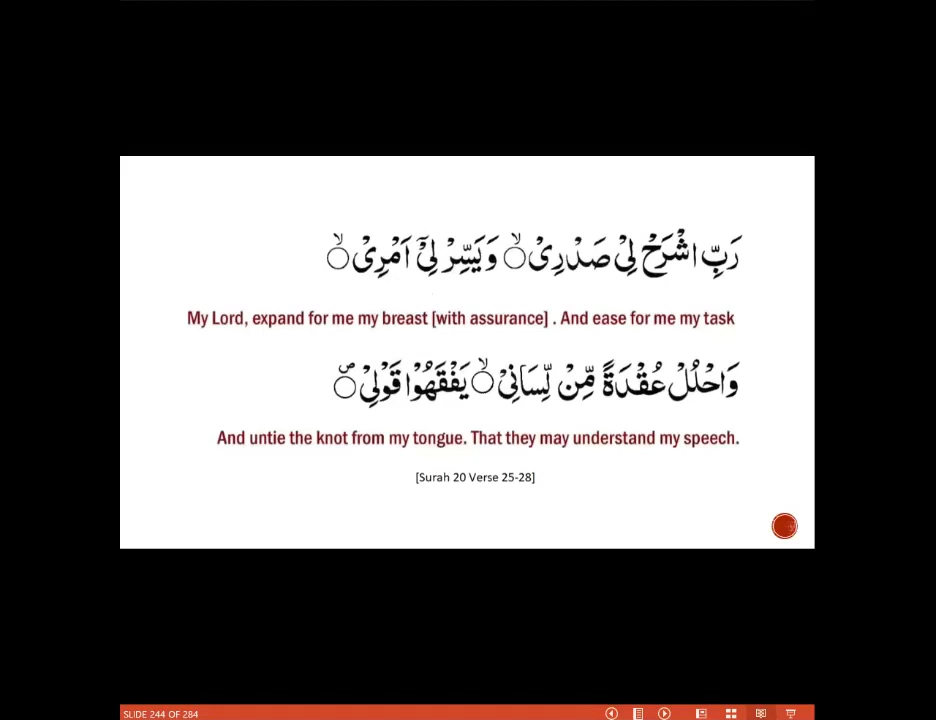 رَبِّ اشْرَحْ لِيْ صَدْرِيْ ۙ وَيَسِّرْ لِيْٓ اَمْرِيْ ۙ
My Lord, expand for me my breast [with assurance] . And ease for me my task
وَاحْلُلْ عُقْدَةً مِّنْ لِّسَانِيْ ۙ يَفْقَهُوْا قَوْلِيْ ۖ
And untie the knot from my tongue. That they may understand my speech.
[Surah 20 Verse 25-28]
SLIDE 244 OF 284